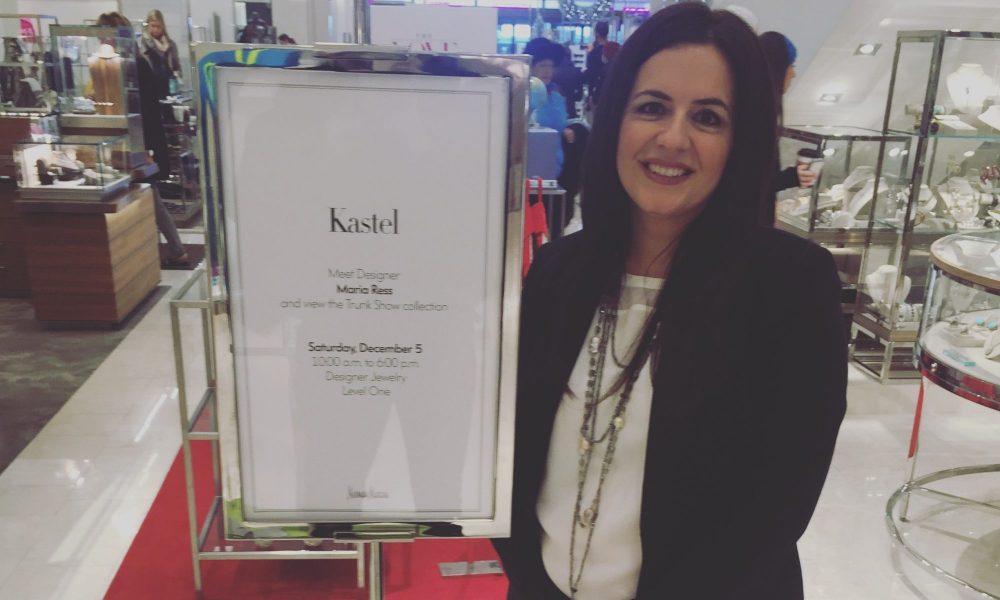 Kastel
Meet Designer
Maria Ress
and view the Trunk Show collection
Saturday, December 5
10:00 a.m. to 6:00 p.m.
Designer Jewelry
Level One
Neiman Marcus